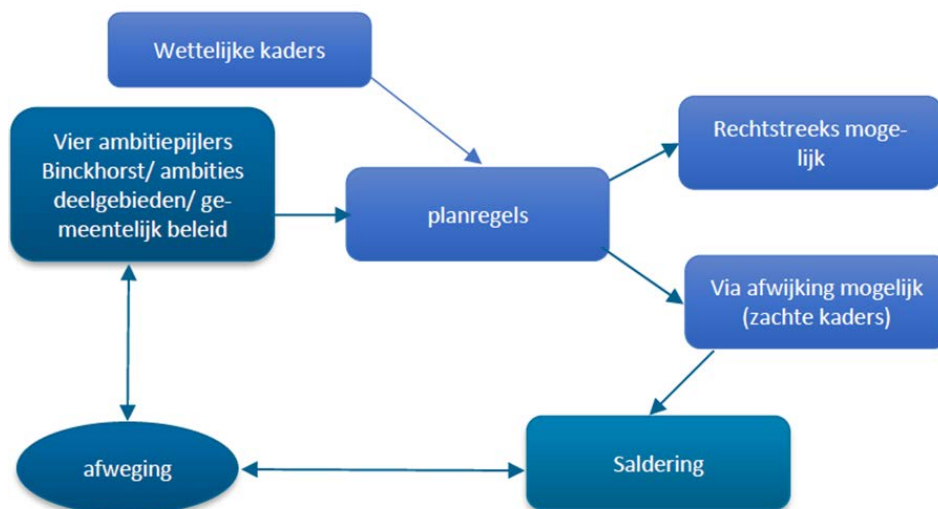 Wettelijke kaders
Vier ambitiepijlers
Binckhorst/ ambities
deelgebieden/ ge-
meentelijk beleid
planregels
Rechtstreeks moge-
lijk
Via afwijking mogelijk
(zachte kaders)
afweging
Saldering